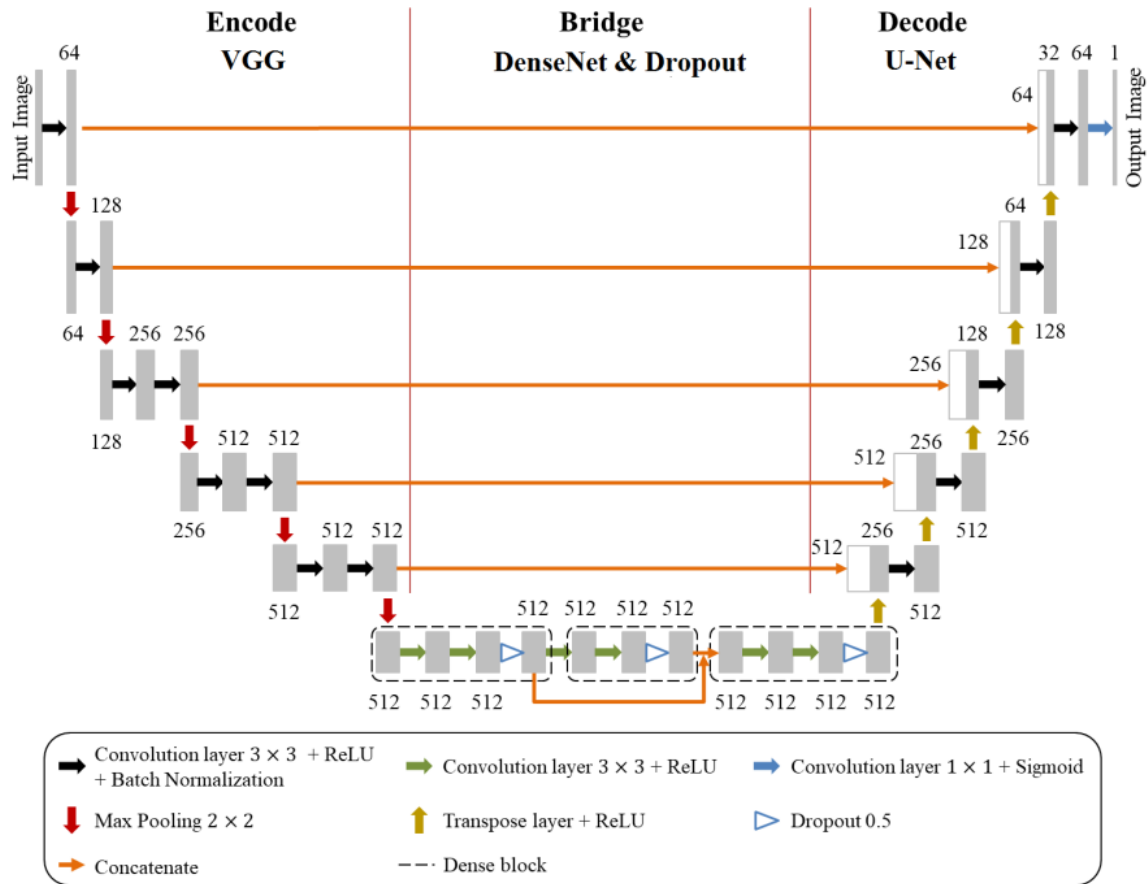 Encode
VGG
Bridge
DenseNet & Dropout
Decode
U-Net
Input Image
64
64
32 64 1
Output Image
128
64
128
64
128
256 256
128
128
256
128
512 512
256
256
512
256
512 512
512
256
512
512
512 512 512 512 512
512 512 512
512 512 512 512
Convolution layer 3 × 3 + ReLU
+ Batch Normalization
Convolution layer 3 × 3 + ReLU
Convolution layer 1 × 1 + Sigmoid
Max Pooling 2 × 2
Transpose layer + ReLU
Dropout 0.5
Concatenate
Dense block